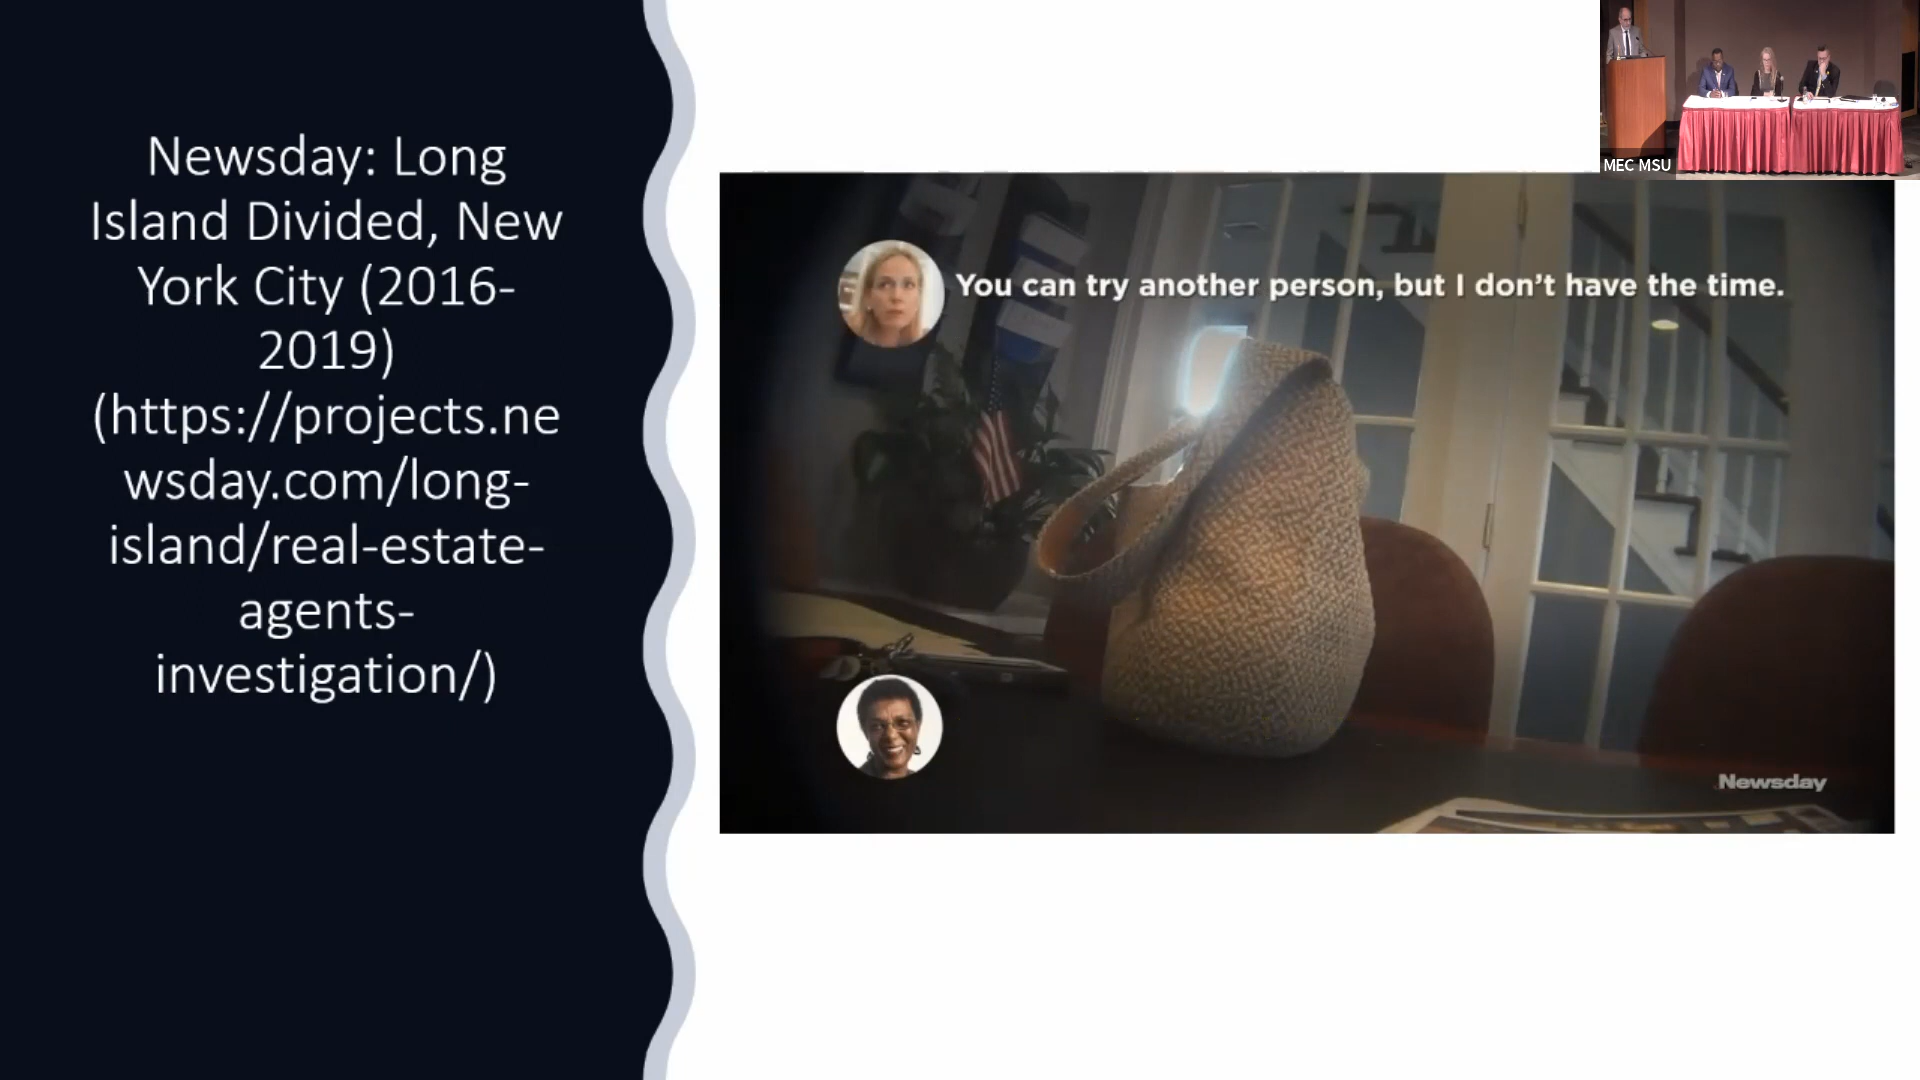 Newsday: Long
Island Divided, New
York City (2016-
2019)
(https://projects.ne
wsday.com/long-
island/real-estate-
agents-
investigation/)
You can try another person, but I don’t have the time.
Newsday
MEC MSU